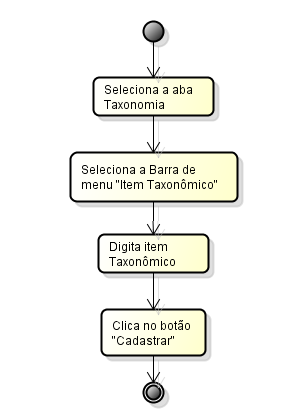 Seleciona a aba
Taxonomia
Seleciona a Barra de
menu "Item Taxonômico"
Digita item
Taxonômico
Clica no botão
"Cadastrar"